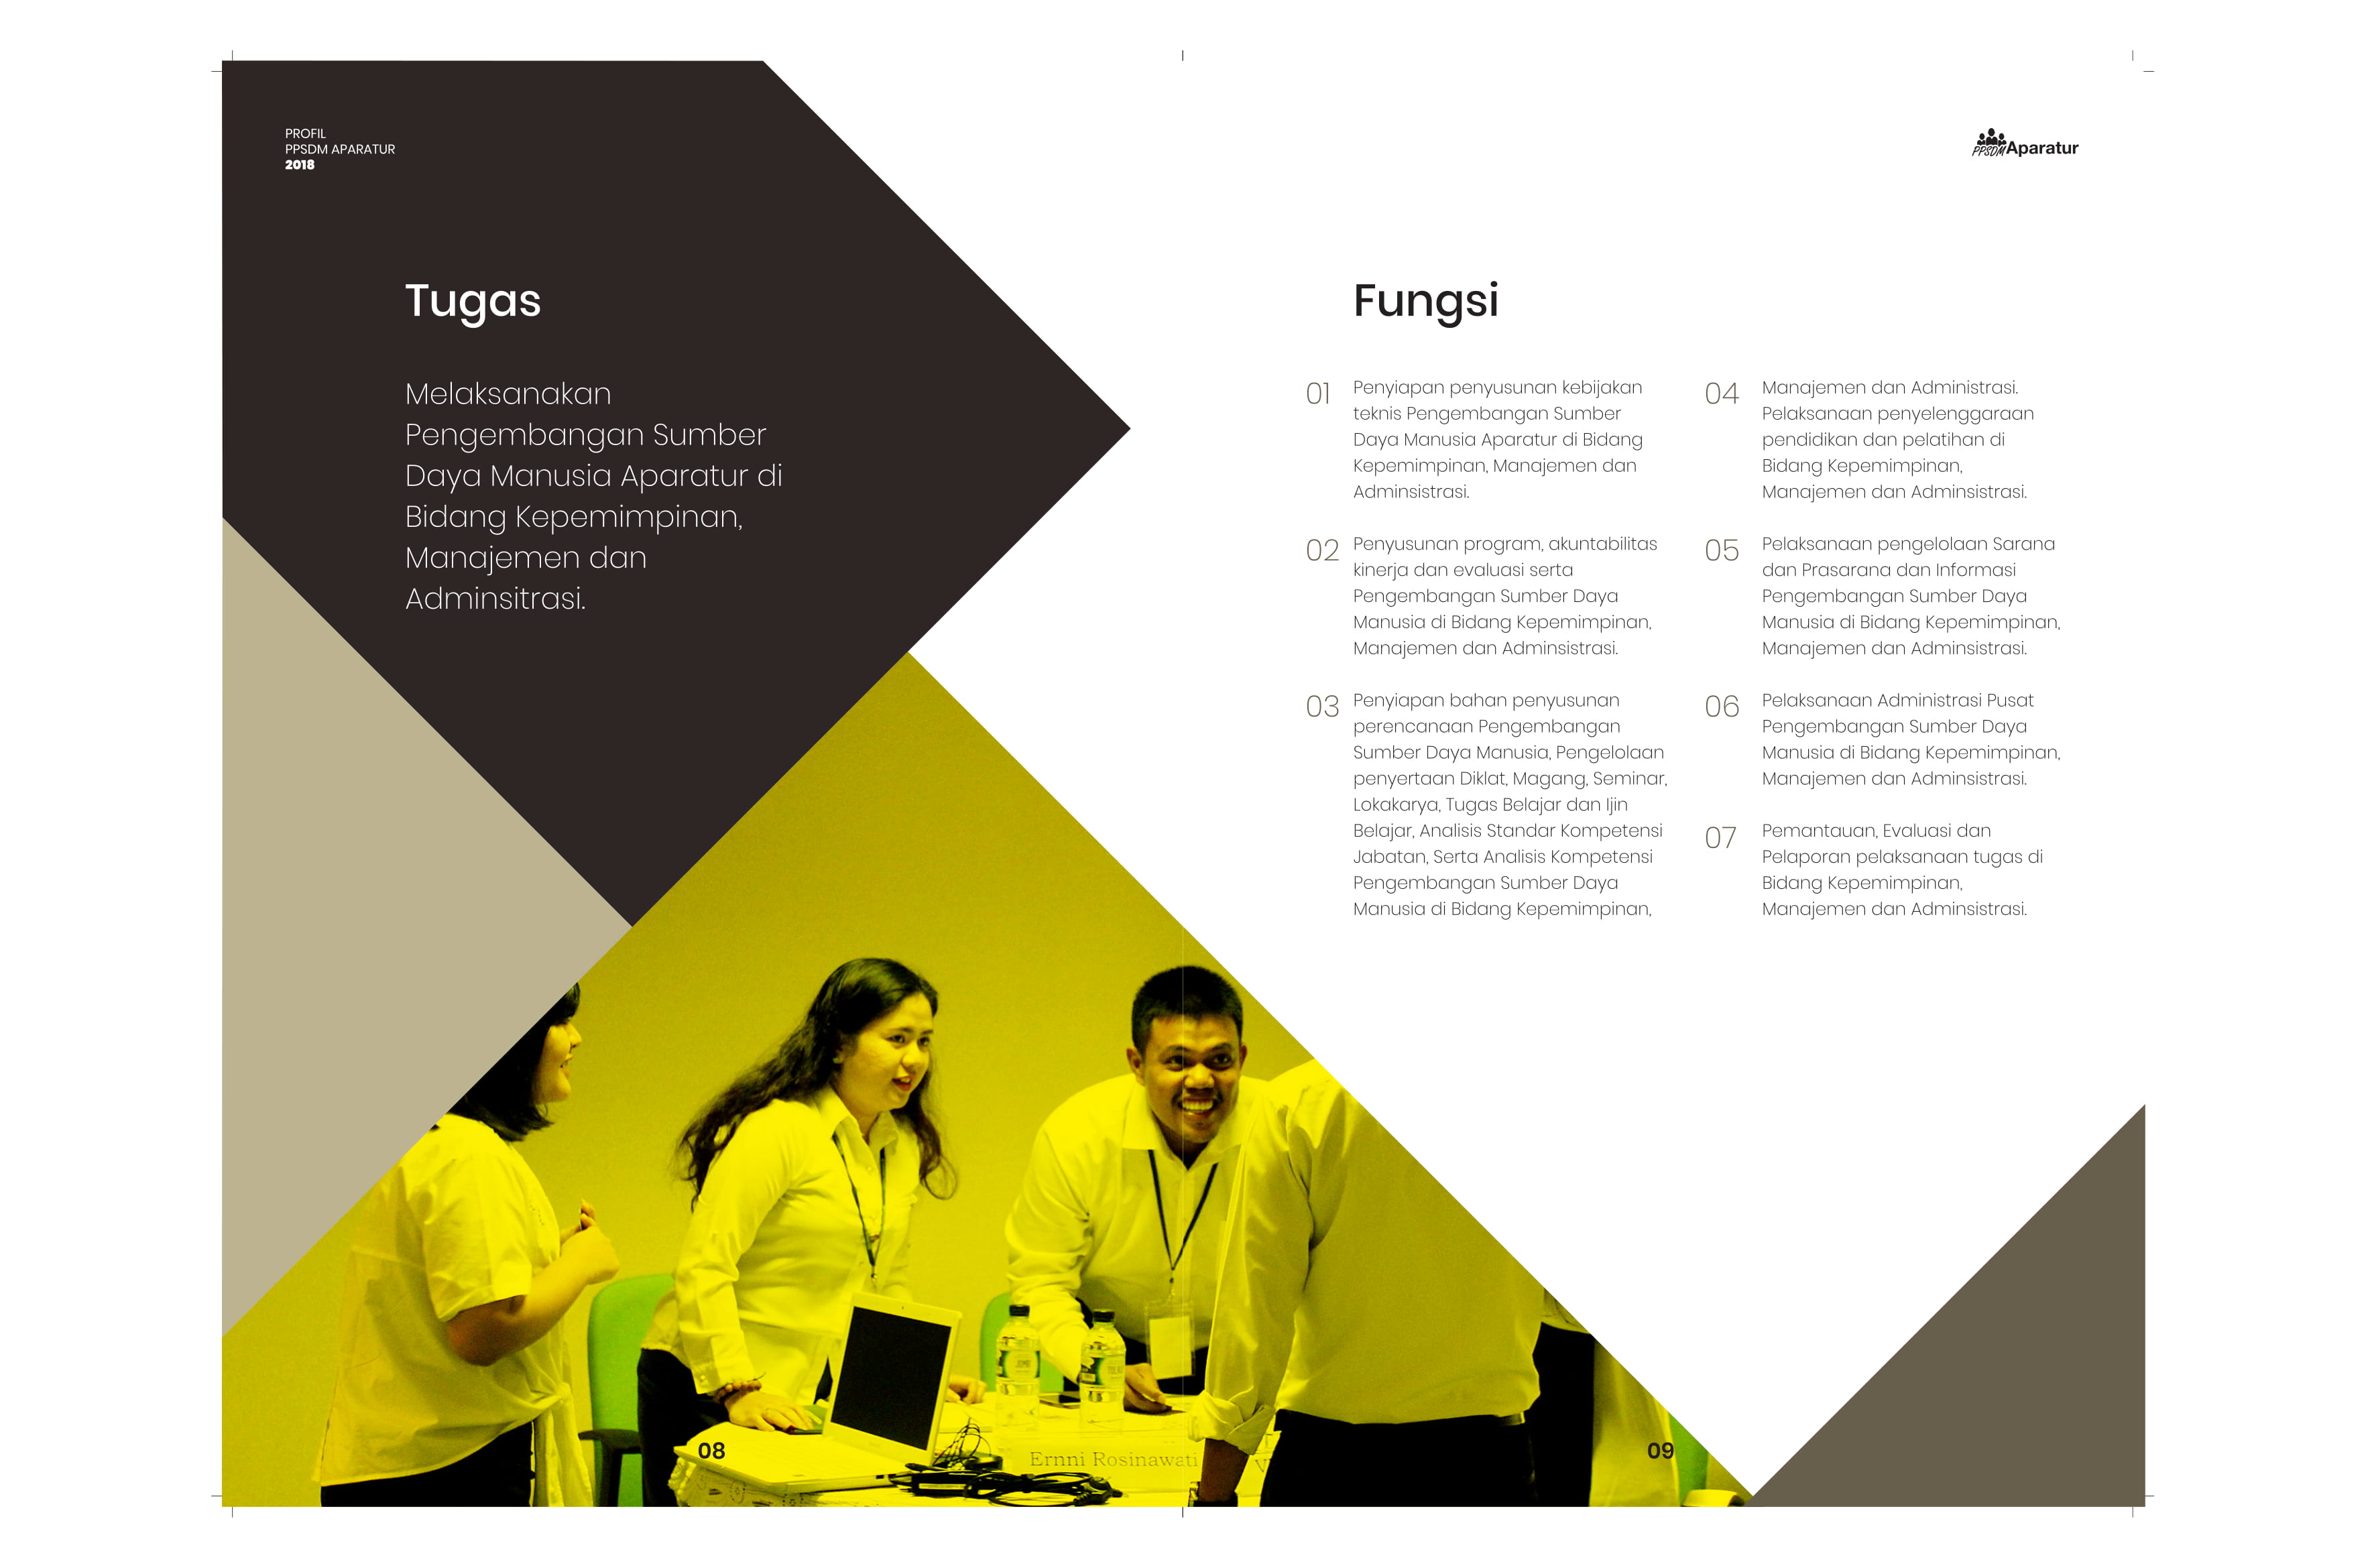 PROFIL
PPSDM APARATUR
2018
PPSDM Aparatur
Tugas
Melaksanakan
Pengembangan Sumber
Daya Manusia Aparatur di
Bidang Kepemimpinan,
Manajemen dan
Adminsitrasi.
Fungsi
01
Penyiapan penyusunan kebijakan
teknis Pengembangan Sumber
Daya Manusia Aparatur di Bidang
Kepemimpinan, Manajemen dan
Adminsistrasi.
02
Penyusunan program, akuntabilitas
kinerja dan evaluasi serta
Pengembangan Sumber Daya
Manusia di Bidang Kepemimpinan,
Manajemen dan Adminsistrasi.
03
Penyiapan bahan penyusunan
perencanaan Pengembangan
Sumber Daya Manusia, Pengelolaan
penyertaan Diklat, Magang, Seminar,
Lokakarya, Tugas Belajar dan Ijin
Belajar, Analisis Standar Kompetensi
Jabatan, Serta Analisis Kompetensi
Pengembangan Sumber Daya
Manusia di Bidang Kepemimpinan,
04
Manajemen dan Administrasi.
Pelaksanaan penyelenggaraan
pendidikan dan pelatihan di
Bidang Kepemimpinan,
Manajemen dan Adminsistrasi.
05
Pelaksanaan pengelolaan Sarana
dan Prasarana dan Informasi
Pengembangan Sumber Daya
Manusia di Bidang Kepemimpinan,
Manajemen dan Adminsistrasi.
06
Pelaksanaan Administrasi Pusat
Pengembangan Sumber Daya
Manusia di Bidang Kepemimpinan,
Manajemen dan Adminsistrasi.
07
Pemantauan, Evaluasi dan
Pelaporan pelaksanaan tugas di
Bidang Kepemimpinan,
Manajemen dan Adminsistrasi.
Ernni Rosinawati
08
09